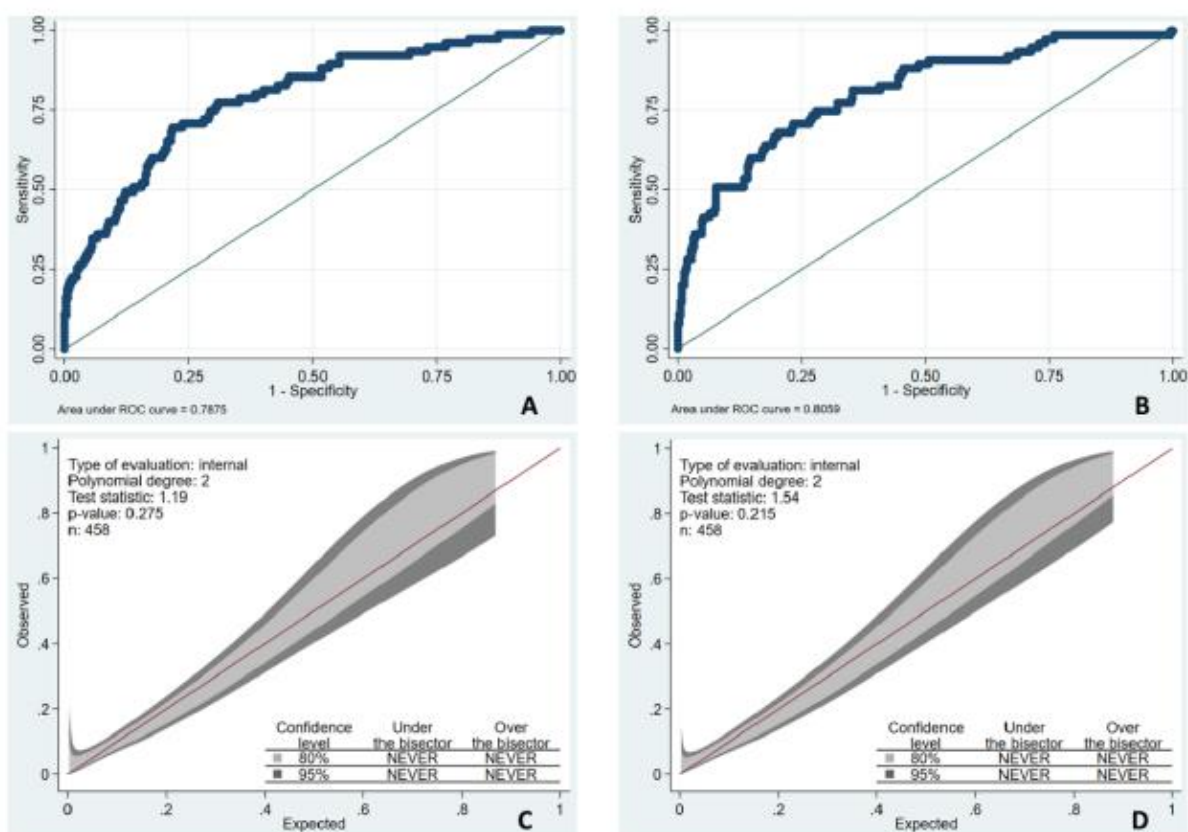 1.00
0.75
0.50
0.25
0.00
Sensitivity
0.00 0.25 0.50 0.75 1.00
1 - Specificity
Area under ROC curve = 0.7875
A
1.00
0.75
0.50
0.25
0.00
Sensitivity
0.00 0.25 0.50 0.75 1.00
1 - Specificity
Area under ROC curve = 0.8059
B
Type of evaluation: internal
Polynomial degree: 2
Test statistic: 1.19
p-value: 0.275
n: 458
1
.8
.6
.4
.2
0
Observed
Confidence level Under the bisector Over the bisector
80% NEVER NEVER
95% NEVER NEVER
0 .2 .4 .6 .8 1
Expected
C
Type of evaluation: internal
Polynomial degree: 2
Test statistic: 1.54
p-value: 0.215
n: 458
1
.8
.6
.4
.2
0
Observed
Confidence level Under the bisector Over the bisector
80% NEVER NEVER
95% NEVER NEVER
0 .2 .4 .6 .8 1
Expected
D